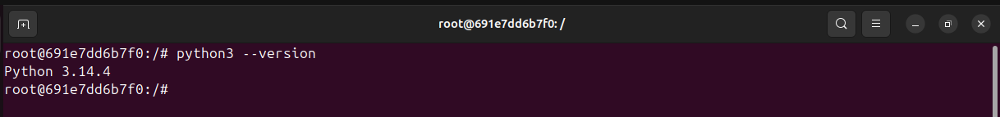 root@691e7dd6b7f0: /
root@691e7dd6b7f0:/# python3 --version
Python 3.14.4
root@691e7dd6b7f0:/#